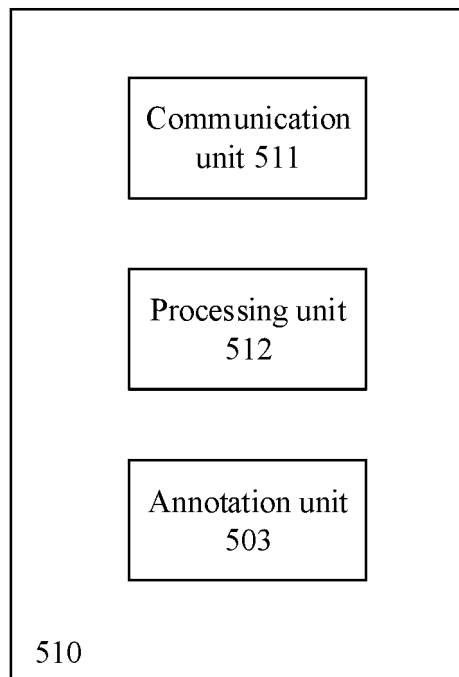 Communication
unit 511
Processing unit
512
Annotation unit
503
510